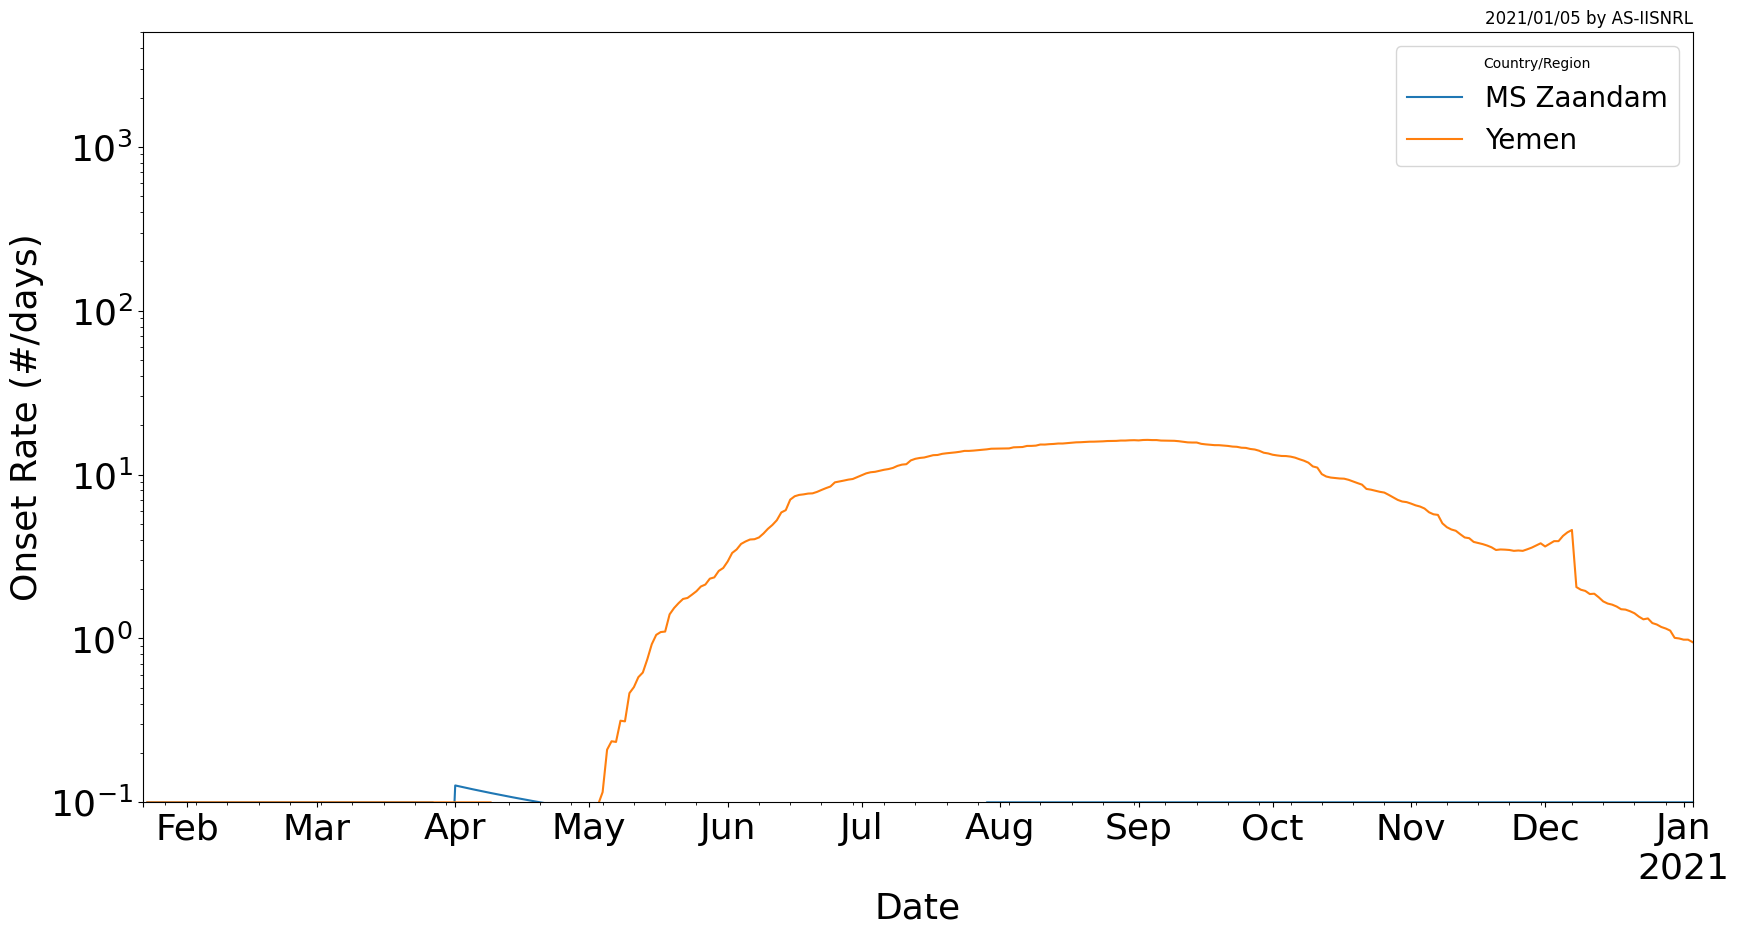 2021/01/05 by AS-IISNRL
Country/Region
MS Zaandam
Yemen
Onset Rate (#/days)
10³
10²
10¹
10⁰
10⁻¹
Feb Mar Apr May Jun Jul Aug Sep Oct Nov Dec Jan
2021
Date